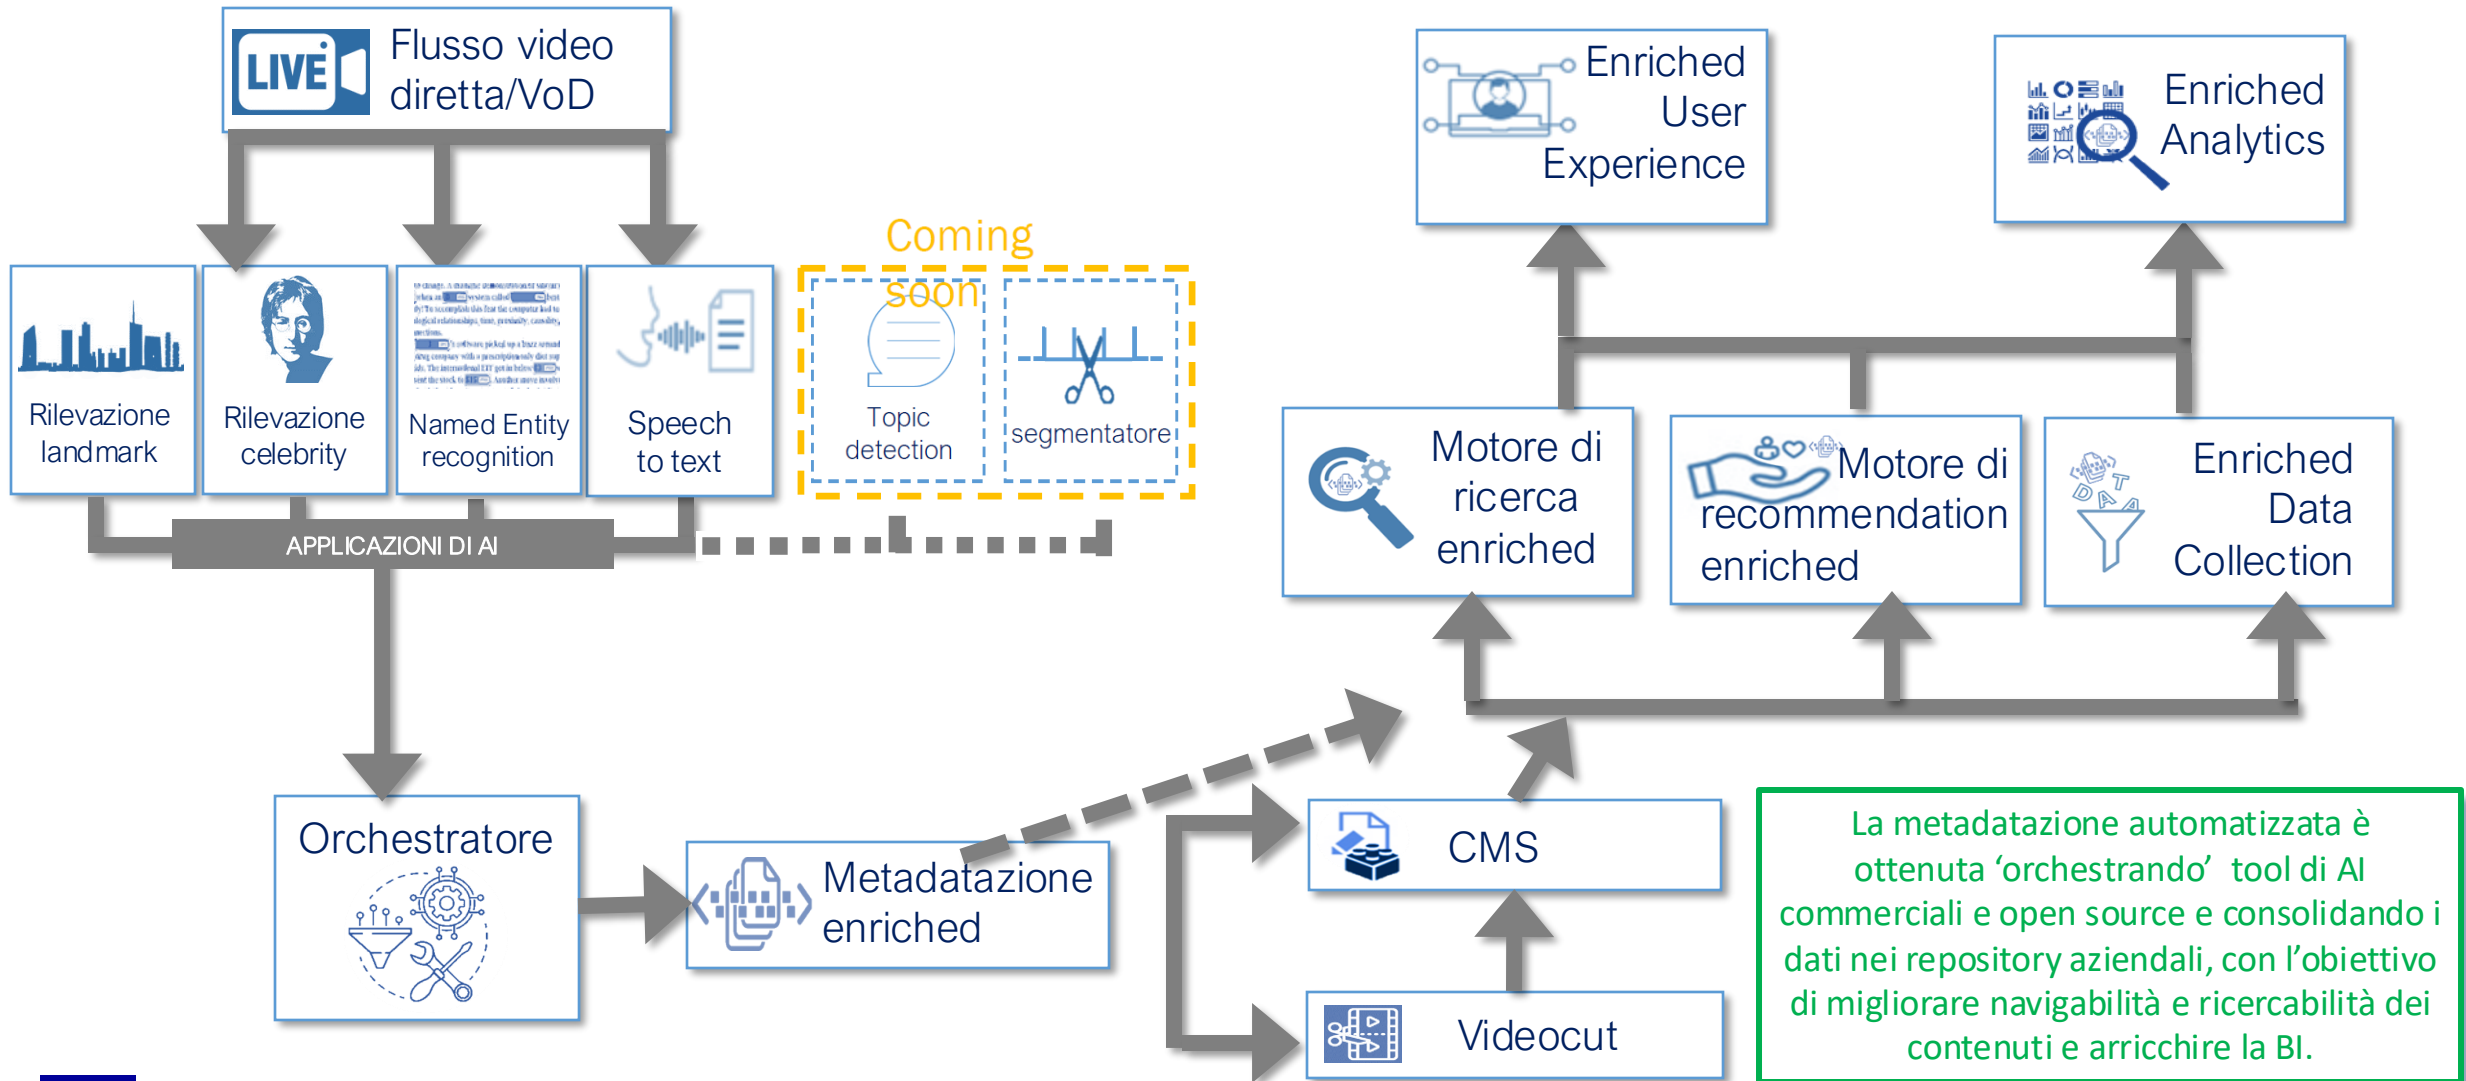 LIVE
Flusso video
diretta/VoD
Enriched
User
Experience
Enriched
Analytics
Coming
soon
Rilevazione
landmark
Rilevazione
celebrity
Named Entity
recognition
Speech
to text
Topic
detection
segmentatore
APPLICAZIONI DI AI
Motore di
ricerca
enriched
Motore di
recommendation
enriched
DATA
Enriched
Data
Collection
Orchestratore
Metadatazione
enriched
CMS
Videocut
La metadatazione automatizzata è
ottenuta ‘orchestrando’ tool di AI
commerciali e open source e consolidando i
dati nei repository aziendali, con l’obiettivo
di migliorare navigabilità e ricercabilità dei
contenuti e arricchire la BI.